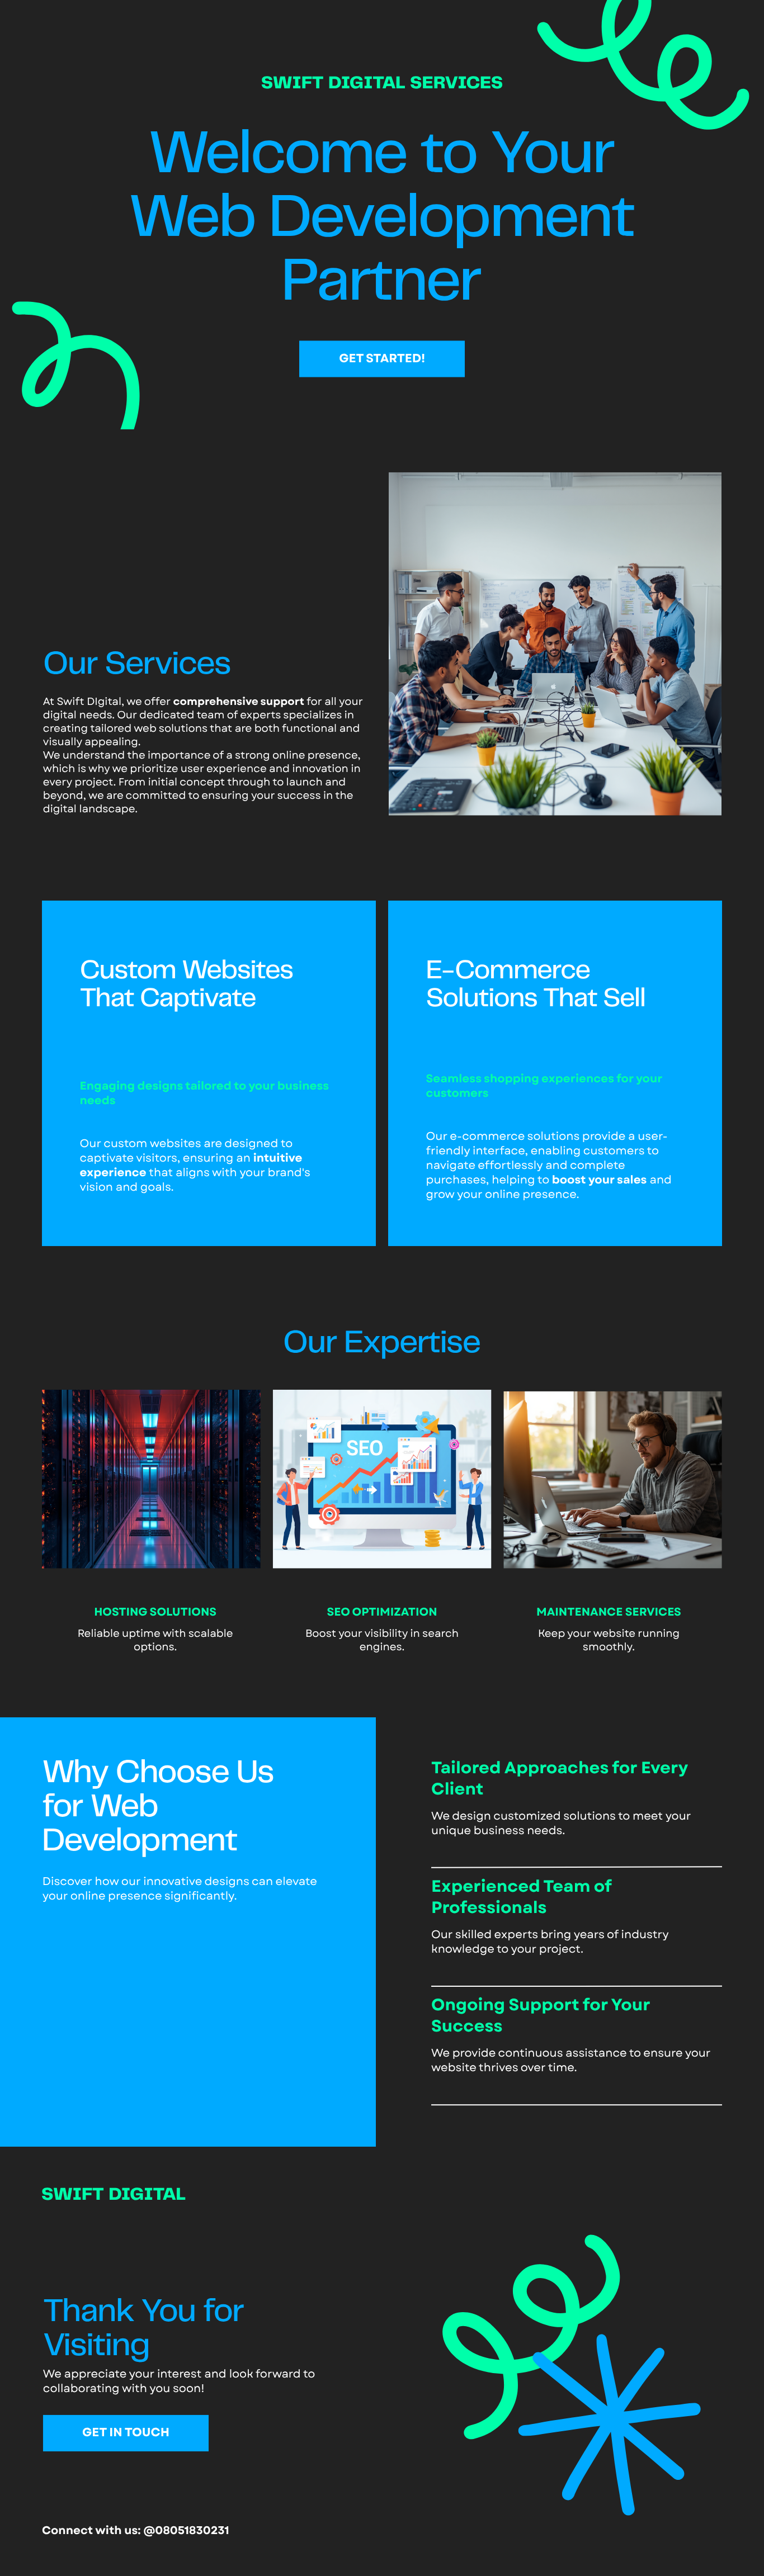 SWIFT DIGITAL SERVICES
Welcome to Your
Web Development
Partner
GET STARTED!
Our Services
At Swift DIgital, we offer comprehensive support for all your
digital needs. Our dedicated team of experts specializes in
creating tailored web solutions that are both functional and
visually appealing.
We understand the importance of a strong online presence,
which is why we prioritize user experience and innovation in
every project. From initial concept through to launch and
beyond, we are committed to ensuring your success in the
digital landscape.
Custom Websites
That Captivate
Engaging designs tailored to your business
needs
Our custom websites are designed to
captivate visitors, ensuring an intuitive
experience that aligns with your brand's
vision and goals.
E-Commerce
Solutions That Sell
Seamless shopping experiences for your
customers
Our e-commerce solutions provide a user-
friendly interface, enabling customers to
navigate effortlessly and complete
purchases, helping to boost your sales and
grow your online presence.
Our Expertise
SEO
HOSTING SOLUTIONS
Reliable uptime with scalable
options.
SEO OPTIMIZATION
Boost your visibility in search
engines.
MAINTENANCE SERVICES
Keep your website running
smoothly.
Why Choose Us
for Web
Development
Discover how our innovative designs can elevate
your online presence significantly.
Tailored Approaches for Every
Client
We design customized solutions to meet your
unique business needs.
Experienced Team of
Professionals
Our skilled experts bring years of industry
knowledge to your project.
Ongoing Support for Your
Success
We provide continuous assistance to ensure your
website thrives over time.
SWIFT DIGITAL
Thank You for
Visiting
We appreciate your interest and look forward to
collaborating with you soon!
GET IN TOUCH
Connect with us: @08051830231